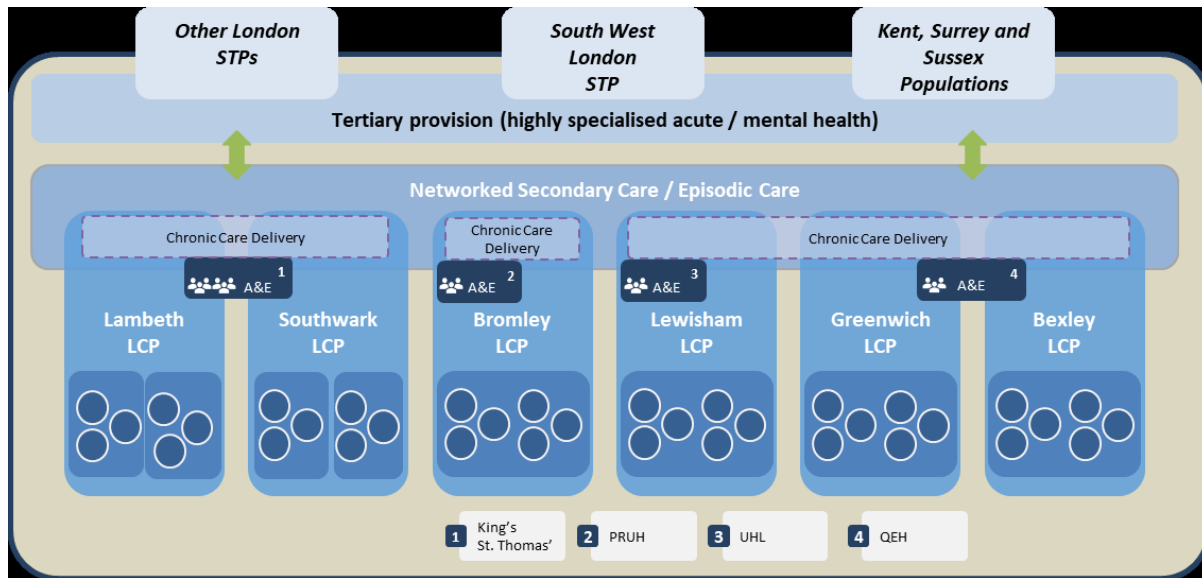 Other London
STPs
South West
London
STP
Kent, Surrey and
Sussex
Populations
Tertiary provision (highly specialised acute / mental health)
Networked Secondary Care / Episodic Care
Chronic Care Delivery
Chronic Care
Delivery
Chronic Care Delivery
1
A&E
2
A&E
3
A&E
4
A&E
Lambeth
LCP
Southwark
LCP
Bromley
LCP
Lewisham
LCP
Greenwich
LCP
Bexley
LCP
1
King's
St. Thomas'
2
PRUH
3
UHL
4
QEH